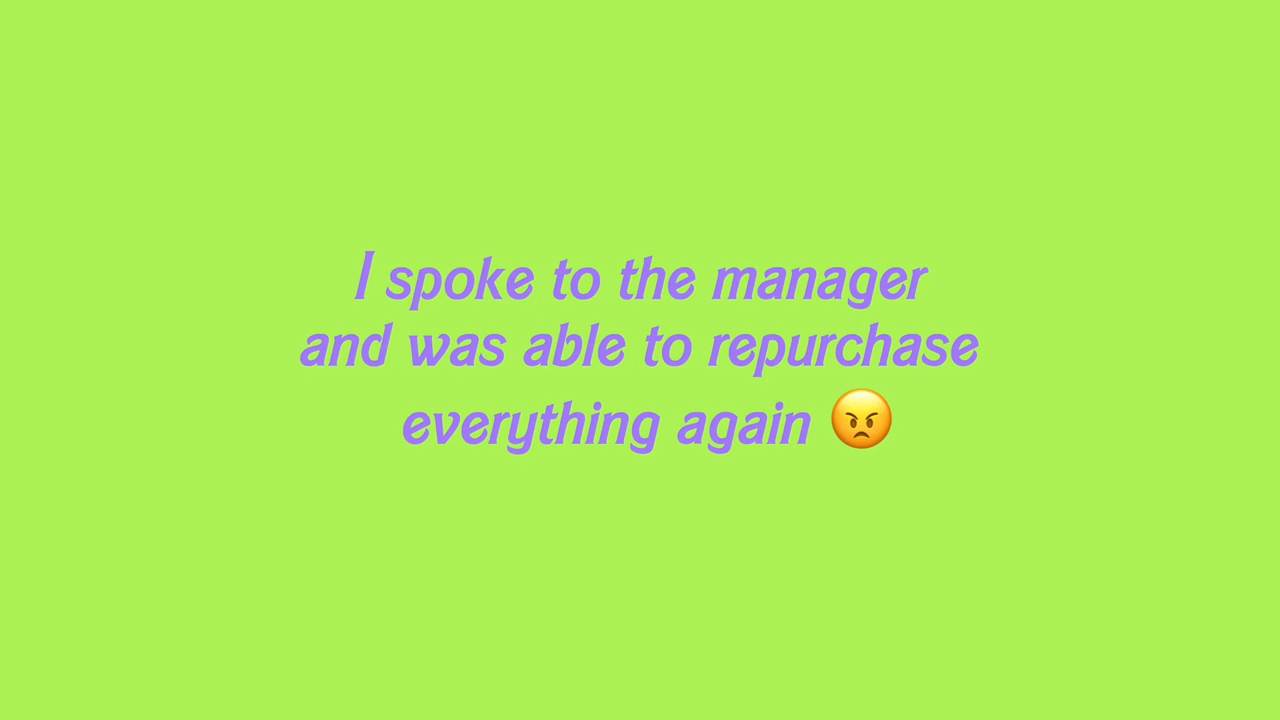 I spoke to the manager
and was able to repurchase
everything again 😠